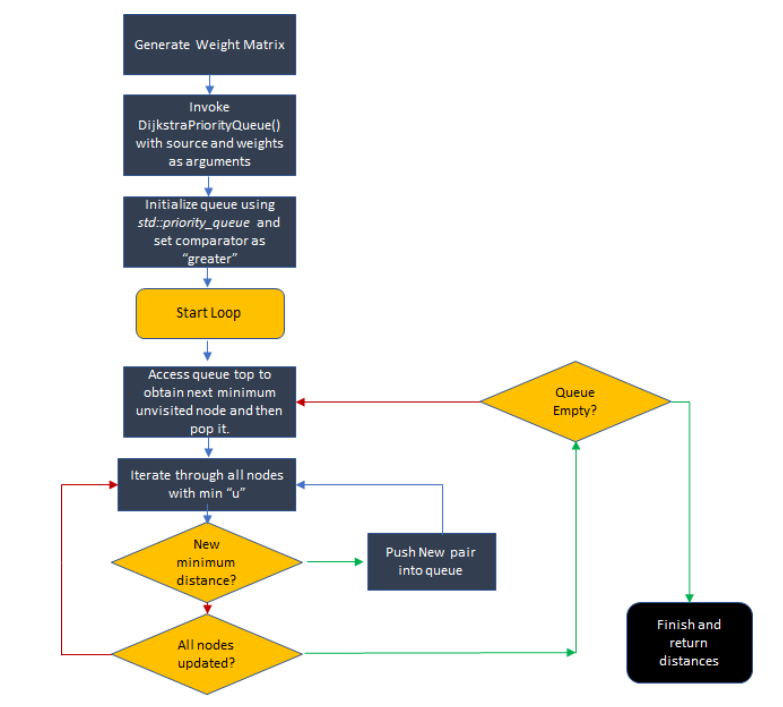 Generate Weight Matrix
Invoke
DijkstraPriorityQueue()
with source and weights
as arguments
Initialize queue using
std::priority_queue and
set comparator as
“greater”
Start Loop
Access queue top to
obtain next minimum
unvisited node and then
pop it.
Queue
Empty?
Iterate through all nodes
with min “u”
New
minimum
distance?
Push New pair
into queue
All nodes
updated?
Finish and
return
distances